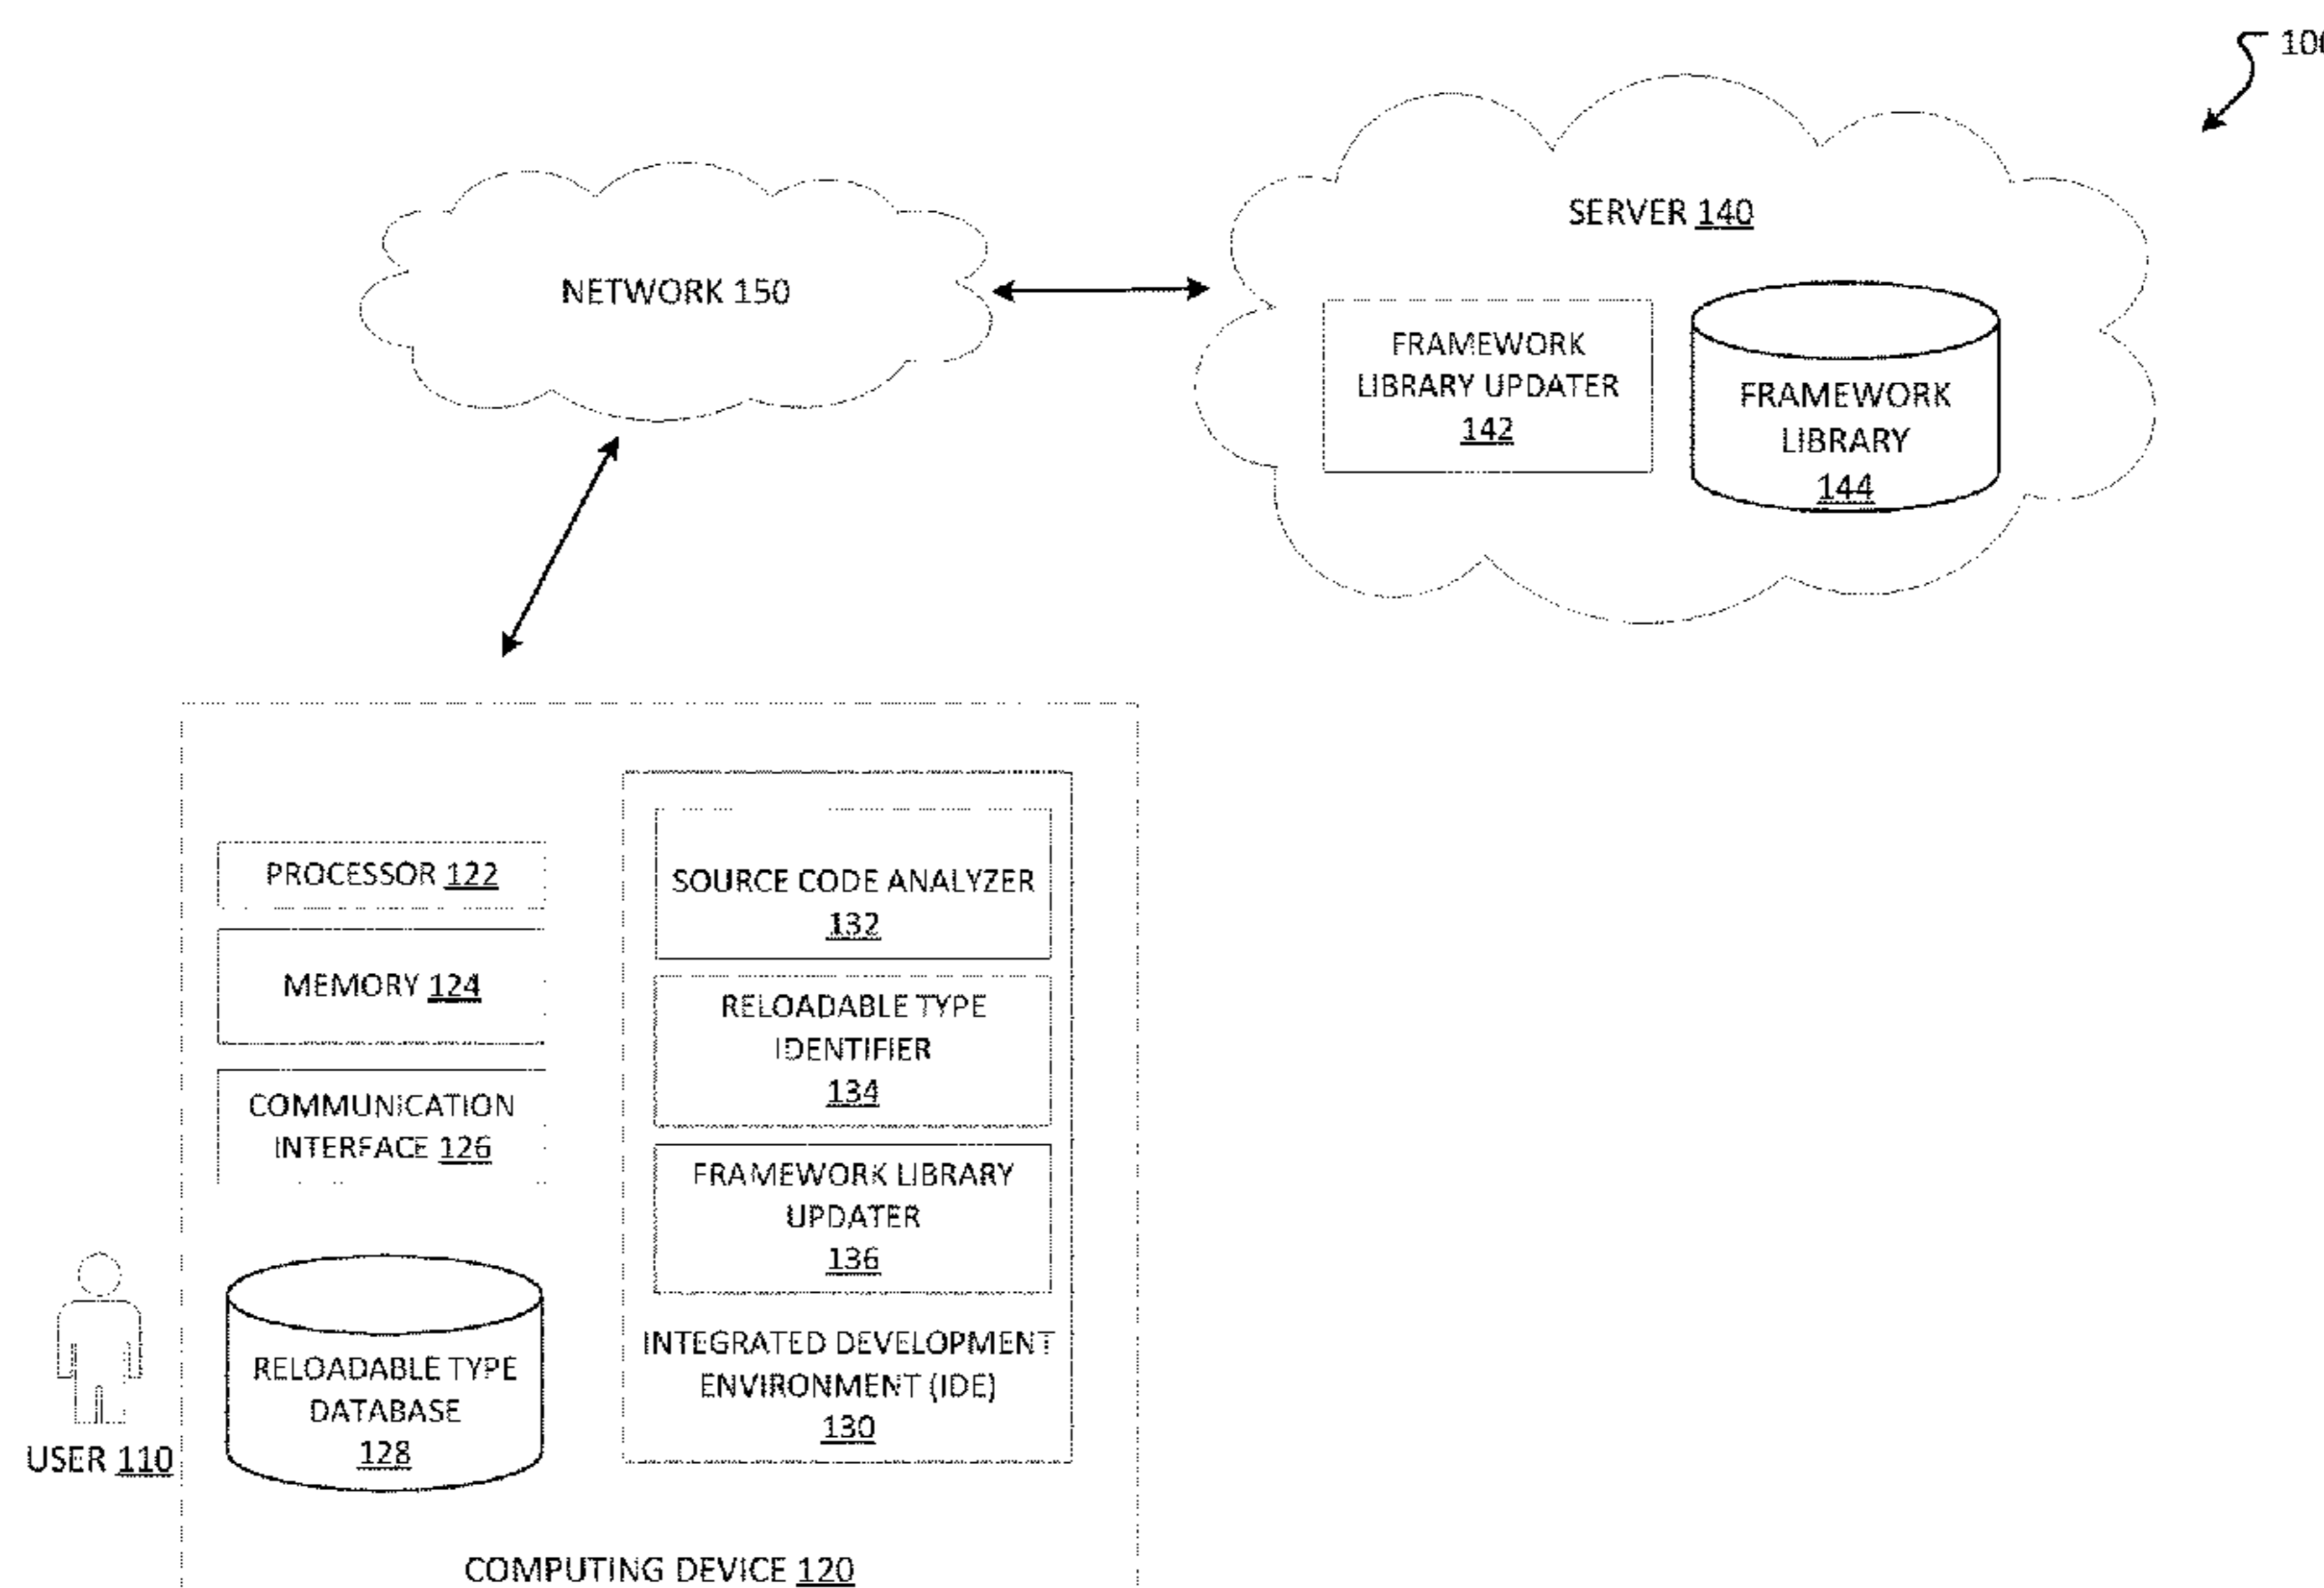 100
SERVER 140
NETWORK 150
FRAMEWORK
LIBRARY UPDATER
142
FRAMEWORK
LIBRARY
144
PROCESSOR 122
MEMORY 124
COMMUNICATION
INTERFACE 126
RELOADABLE TYPE
DATABASE
128
SOURCE CODE ANALYZER
132
RELOADABLE TYPE
IDENTIFIER
134
FRAMEWORK LIBRARY
UPDATER
136
INTEGRATED DEVELOPMENT
ENVIRONMENT (IDE)
130
USER 110
COMPUTING DEVICE 120